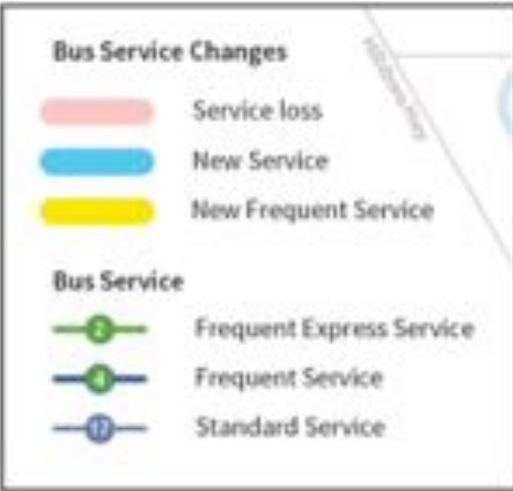 Bus Service Changes
Service loss
New Service
New Frequent Service
Bus Service
2 Frequent Express Service
4 Frequent Service
Standard Service